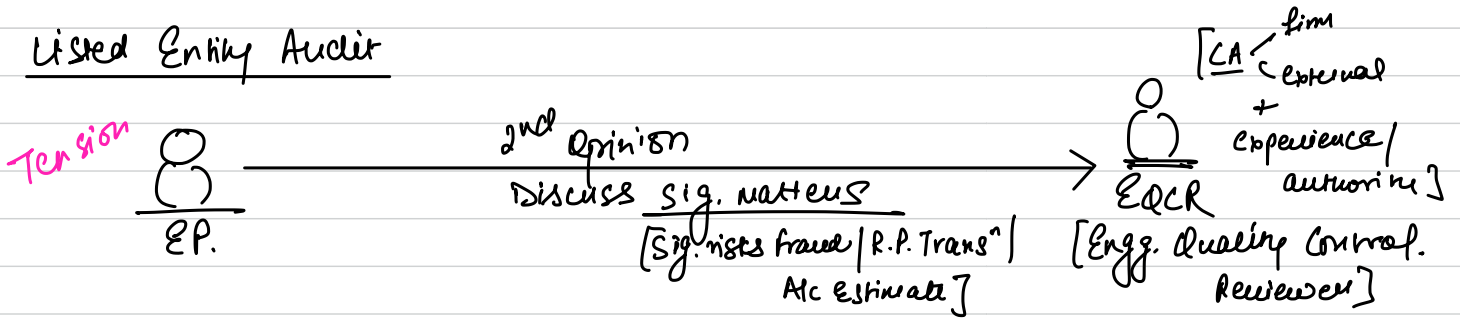 Listed Entity Audit
Tension
EP.
2nd Opinion
Discuss Sig. Matters
[Sig. risks fraud / R.P. Transn /
A/c Estimate]
[CA firm
external
+
experience /
authority]
EQCR
[Engg. Quality Control.
Reviewer]